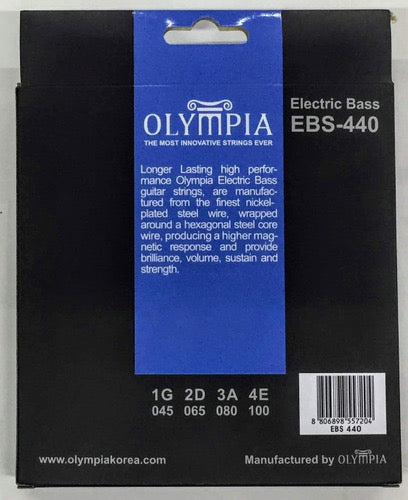 OLYMPIA
THE MOST INNOVATIVE STRINGS EVER
Electric Bass
EBS-440
Longer Lasting high perfor-
mance Olympia Electric Bass
guitar strings, are manufac-
tured from the finest nickel-
plated steel wire, wrapped
around a hexagonal steel core
wire, producing a higher mag-
netic response and provide
brilliance, volume, sustain and
strength.
1G 2D 3A 4E
045 065 080 100
8 806898 557204
EBS 440
www.olympiakorea.com
Manufactured by OLYMPIA